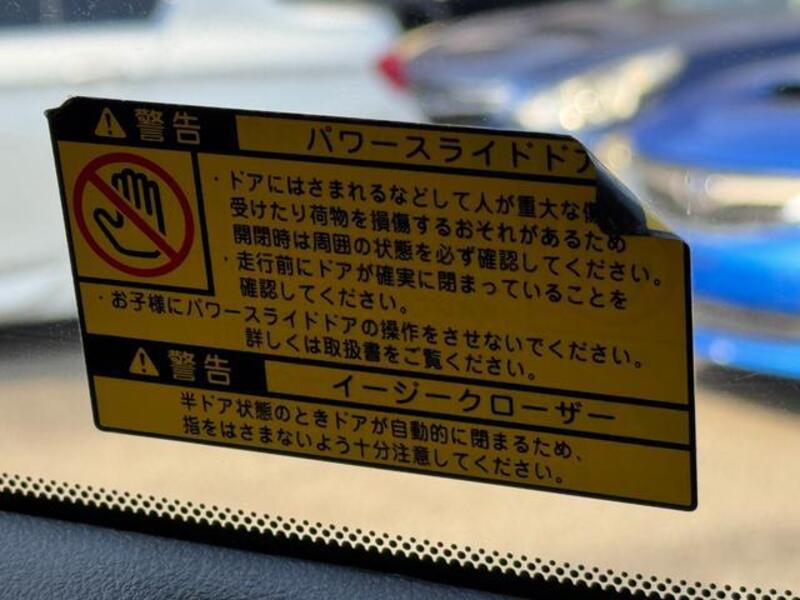 警告 パワースライドド
・ドアにはさまれるなどして人が重大な
受けたり荷物を損傷するおそれがあるため
開閉時は周囲の状態を必ず確認してください。
・走行前にドアが確実に閉まっていることを
確認してください。
・お子様にパワースライドドアの操作をさせないでください。
詳しくは取扱書をご覧ください。
警告 イージークローザー
半ドア状態のときドアが自動的に閉まるため、
指をはさまないよう十分注意してください。